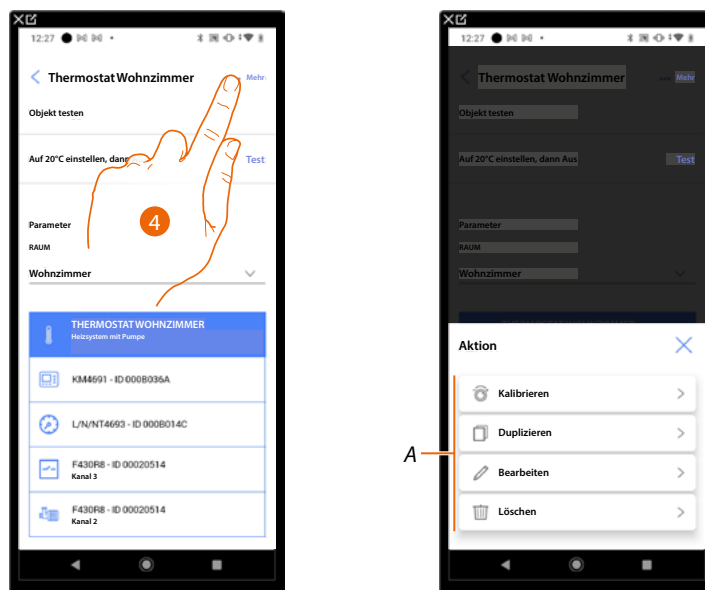 12:27
Thermostat Wohnzimmer
Mehr
Objekt testen
Auf 20°C einstellen, dann
Test
4
Parameter
RAUM
Wohnzimmer
THERMOSTAT WOHNZIMMER
Heizsystem mit Pumpe
KM4691 - ID 000B036A
L/N/NT4693 - ID 000B014C
F430R8 - ID 00020514
Kanal 3
F430R8 - ID 00020514
Kanal 2
12:27
Thermostat Wohnzimmer
Mehr
Objekt testen
Auf 20°C einstellen, dann Aus
Test
Parameter
RAUM
Wohnzimmer
Aktion
A
Kalibrieren
Duplizieren
Bearbeiten
Löschen